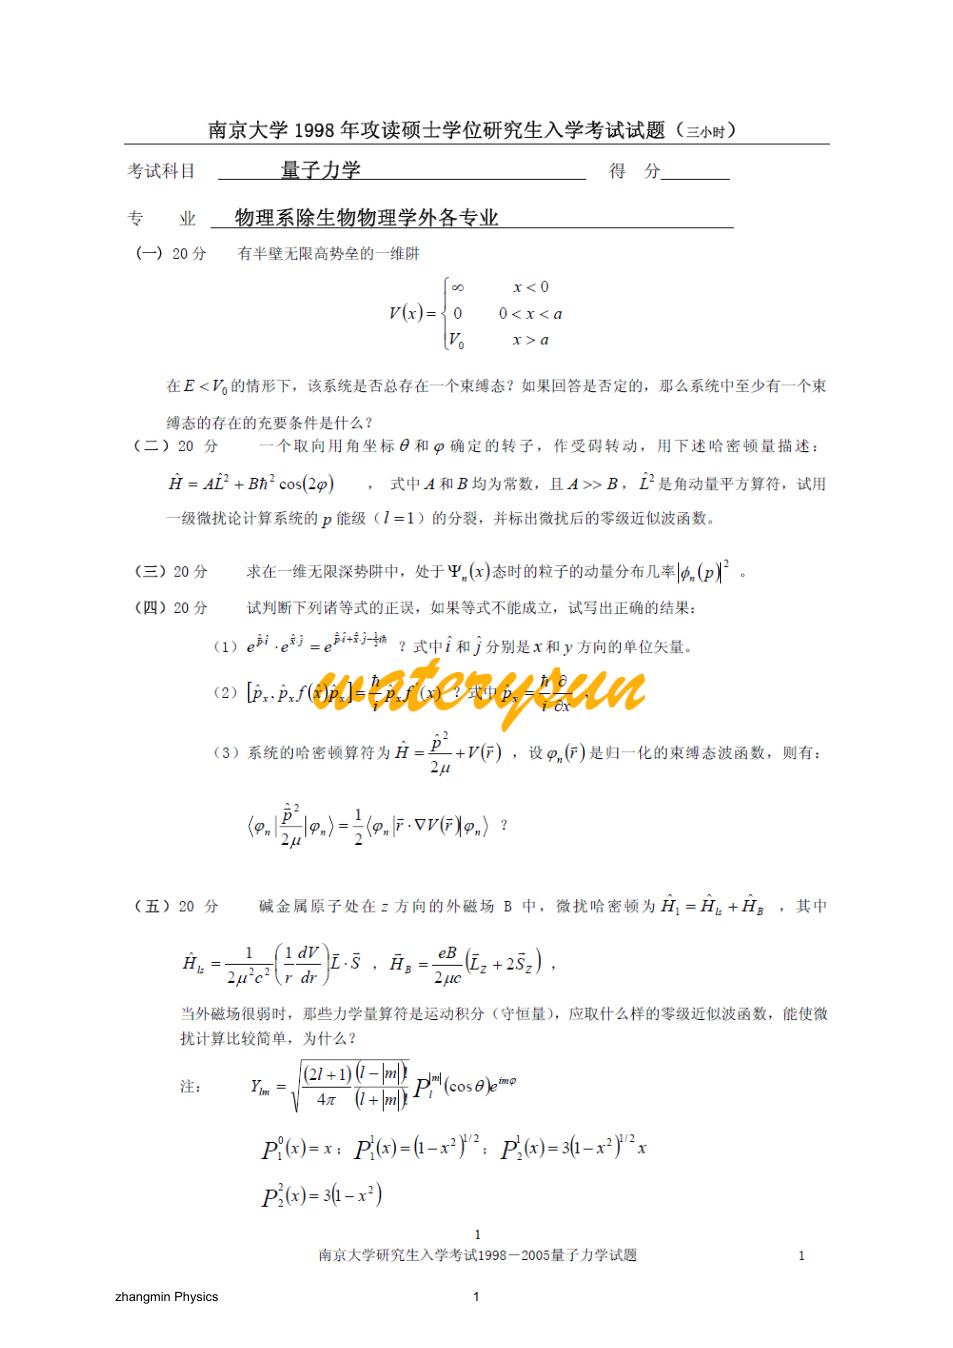 南京大学 1998 年攻读硕士学位研究生入学考试试题（三小时）
考试科目 量子力学 得 分
专 业 物理系除生物物理学外各专业
(一) 20 分 有半壁无限高势垒的一维阱
V(x) = { ∞ x < 0
0 0 < x < a
V₀ x > a
在 E < V₀ 的情形下，该系统是否总存在一个束缚态？如果回答是否定的，那么系统中至少有一个束
缚态的存在的充要条件是什么？
（二）20 分 一个取向用角坐标 θ 和 φ 确定的转子，作受碍转动，用下述哈密顿量描述：
Ĥ = AL̂² + Bħ² cos(2φ) ， 式中 A 和 B 均为常数，且 A >> B，L̂² 是角动量平方算符，试用
一级微扰论计算系统的 p 能级（l = 1）的分裂，并标出微扰后的零级近似波函数。
（三）20 分 求在一维无限深势阱中，处于 Ψₙ(x) 态时的粒子的动量分布几率 |ϕₙ(p)|² 。
（四）20 分 试判断下列诸等式的正误，如果等式不能成立，试写出正确的结果：
（1）e^{p̂·î} · e^{x̂·ĵ} = e^{p̂·î+x̂·ĵ−½iħ} ？式中 î 和 ĵ 分别是 x 和 y 方向的单位矢量。
（2）[p̂ₓ, p̂ₓ f(x̂)p̂ₓ] = ħ/i p̂ₓ f′(x) ？式中 p̂ₓ = ħ/i ∂/∂x ，
waterysun
（3）系统的哈密顿算符为 Ĥ = p̂²/2μ + V(r⃗) ，设 φₙ(r⃗) 是归一化的束缚态波函数，则有：
⟨φₙ| p̂²/2μ |φₙ⟩ = 1/2 ⟨φₙ|r⃗ · ∇V(r⃗)|φₙ⟩ ？
（五）20 分 碱金属原子处在 z 方向的外磁场 B 中，微扰哈密顿为 Ĥ₁ = Ĥ_ls + Ĥ_B ，其中
Ĥ_ls = 1/(2μ²c²) (1/r dV/dr) L⃗ · S⃗ ，H⃗_B = eB/2μc (L⃗_Z + 2S⃗_Z) ，
当外磁场很弱时，那些力学量算符是运动积分（守恒量），应取什么样的零级近似波函数，能使微
扰计算比较简单，为什么？
注： Y_lm = √((2l + 1)/4π (l − |m|)!/(l + |m|)!) P_l^|m|(cos θ)e^{imφ}
P₁⁰(x) = x；P₁¹(x) = (1 − x²)^{1/2}；P₂¹(x) = 3(1 − x²)^{1/2} x
P₂²(x) = 3(1 − x²)
1
南京大学研究生入学考试1998－2005量子力学试题 1
zhangmin Physics 1